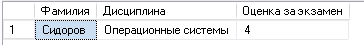 Фамилия Дисциплина Оценка за экзамен
1 Сидоров Операционные системы 4